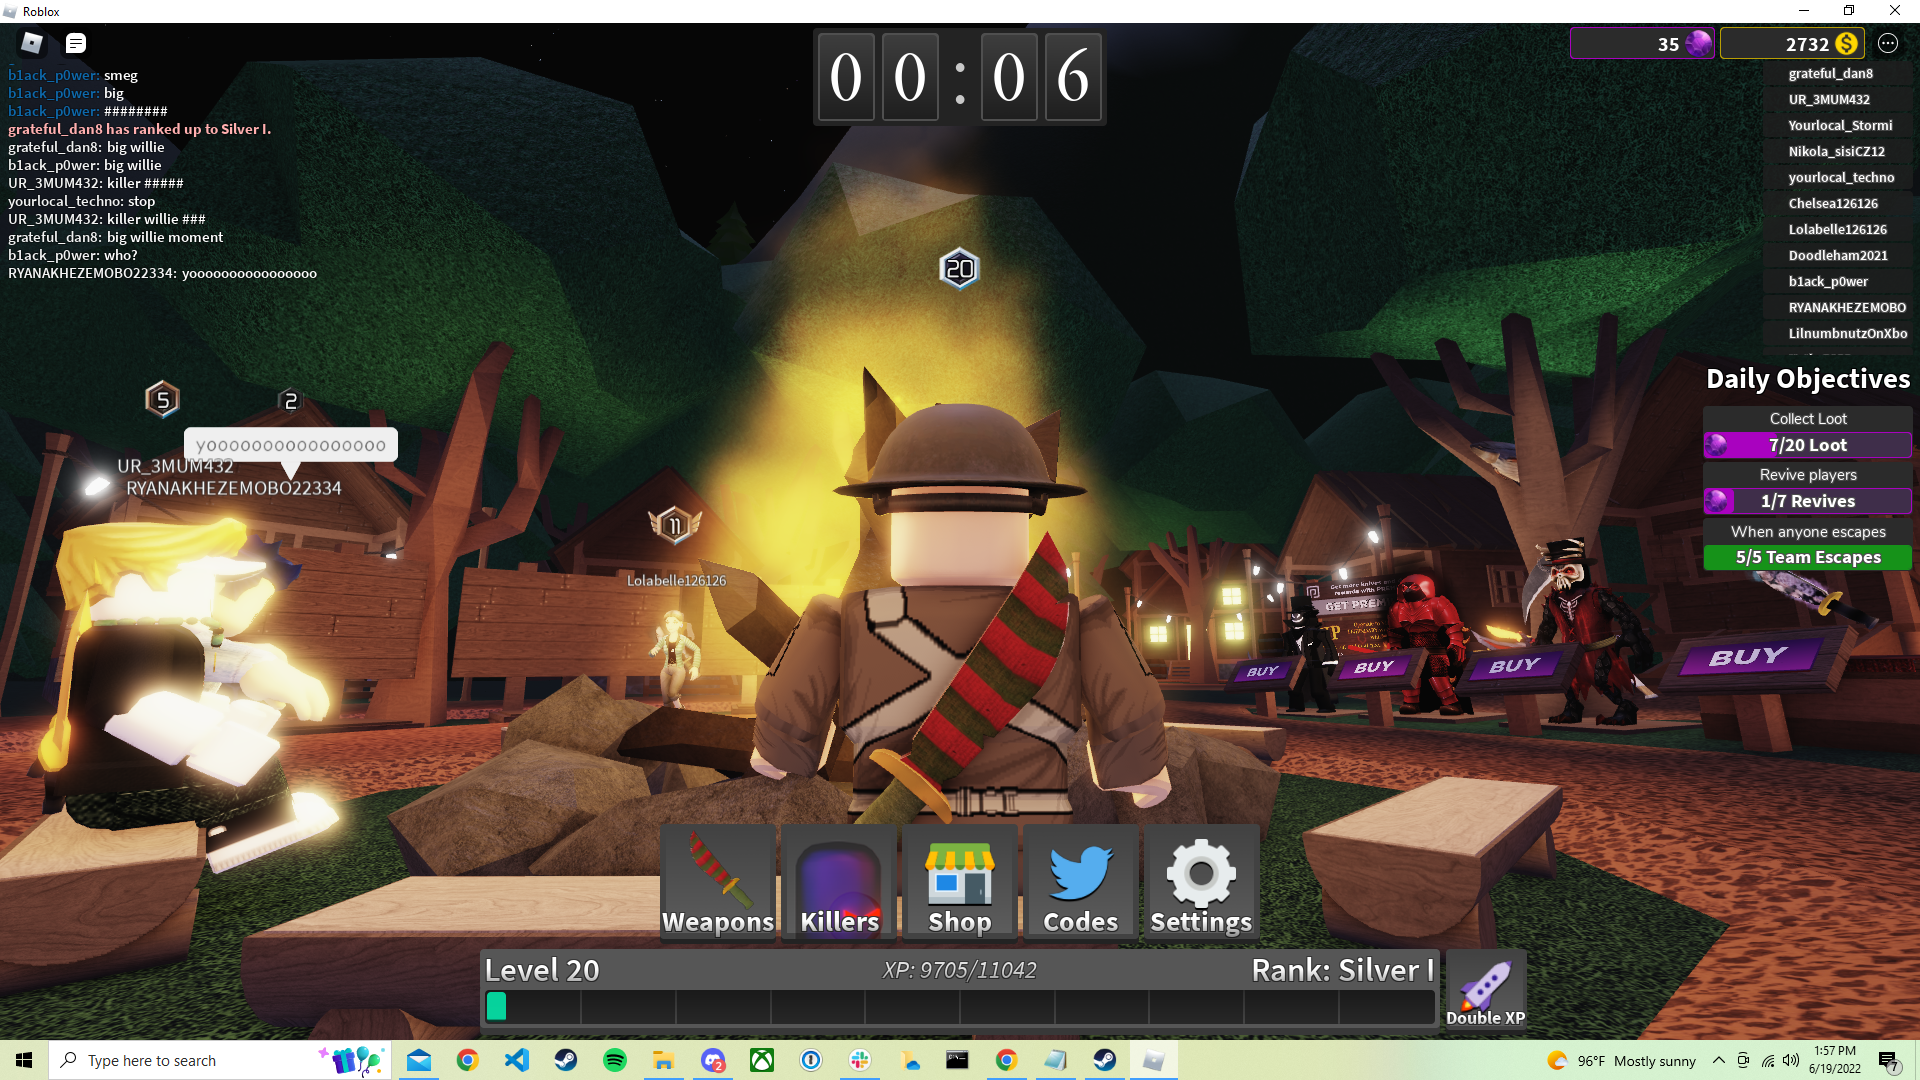 Roblox
00:06
35
2732
b1ack_p0wer: smeg
b1ack_p0wer: big
b1ack_p0wer: ########
grateful_dan8 has ranked up to Silver I.
grateful_dan8: big willie
b1ack_p0wer: big willie
UR_3MUM432: killer #####
yourlocal_techno: stop
UR_3MUM432: killer willie ###
grateful_dan8: big willie moment
b1ack_p0wer: who?
RYANAKHEZEMOBO22334: yoooooooooooooooo
grateful_dan8
UR_3MUM432
Yourlocal_Stormi
Nikola_sisiCZ12
yourlocal_techno
Chelsea126126
Lolabelle126126
Doodleham2021
b1ack_p0wer
RYANAKHEZEMOBO
LilnumbnutzOnXbo
Daily Objectives
Collect Loot
7/20 Loot
Revive players
1/7 Revives
When anyone escapes
5/5 Team Escapes
20
5
2
yoooooooooooooooo
UR_3MUM432
RYANAKHEZEMOBO22334
11
Lolabelle126126
GET PREM
BUY
BUY
BUY
BUY
Weapons
Killers
Shop
Codes
Settings
Level 20
XP: 9705/11042
Rank: Silver I
Double XP
Type here to search
2
96°F Mostly sunny
1:57 PM
6/19/2022
7